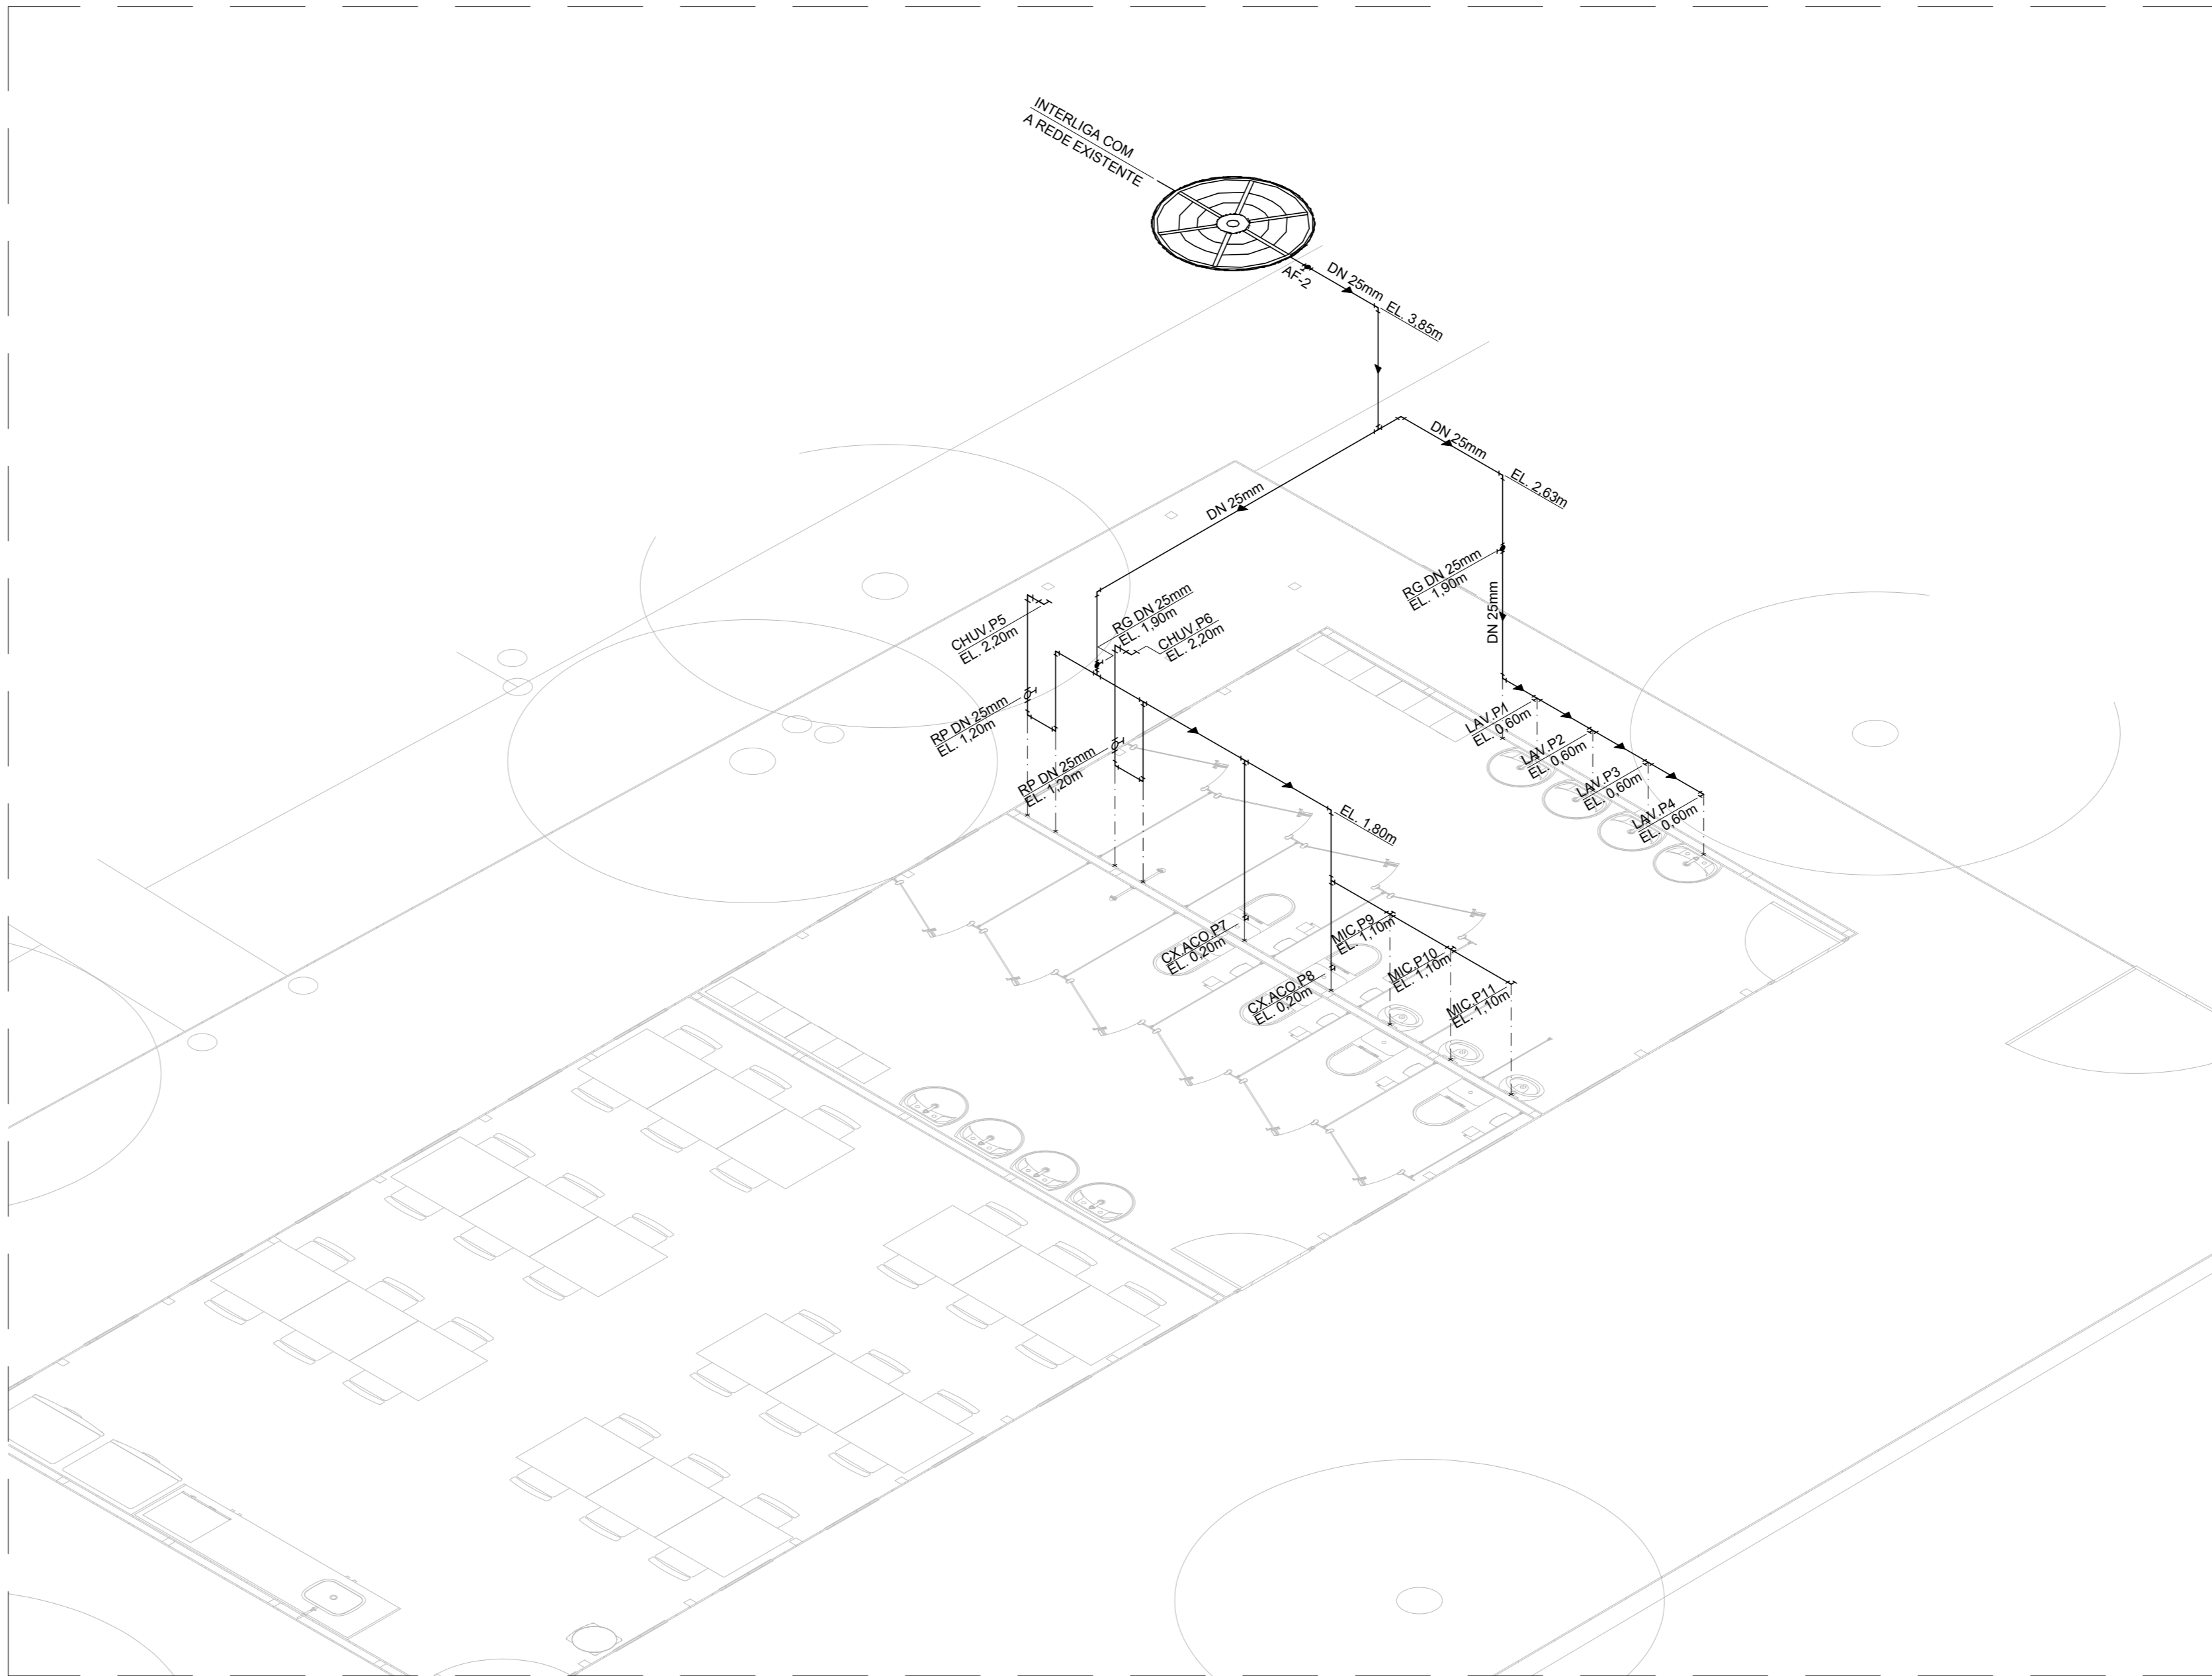 INTERLIGA COM
A REDE EXISTENTE
AF-2
DN 25mm
EL. 3,85m
DN 25mm
EL. 2,63m
DN 25mm
RG DN 25mm
EL. 1,90m
DN 25mm
CHUV.P5
EL. 2,20m
RG DN 25mm
EL. 1,90m
CHUV.P6
EL. 2,20m
RP DN 25mm
EL. 1,20m
RP DN 25mm
EL. 1,20m
LAV.P1
EL. 0,60m
LAV.P2
EL. 0,60m
LAV.P3
EL. 0,60m
LAV.P4
EL. 0,60m
EL. 1,80m
CX.ACO.P7
EL. 0,20m
CX.ACO.P8
EL. 0,20m
MIC.P9
EL. 1,10m
MIC.P10
EL. 1,10m
MIC.P11
EL. 1,10m